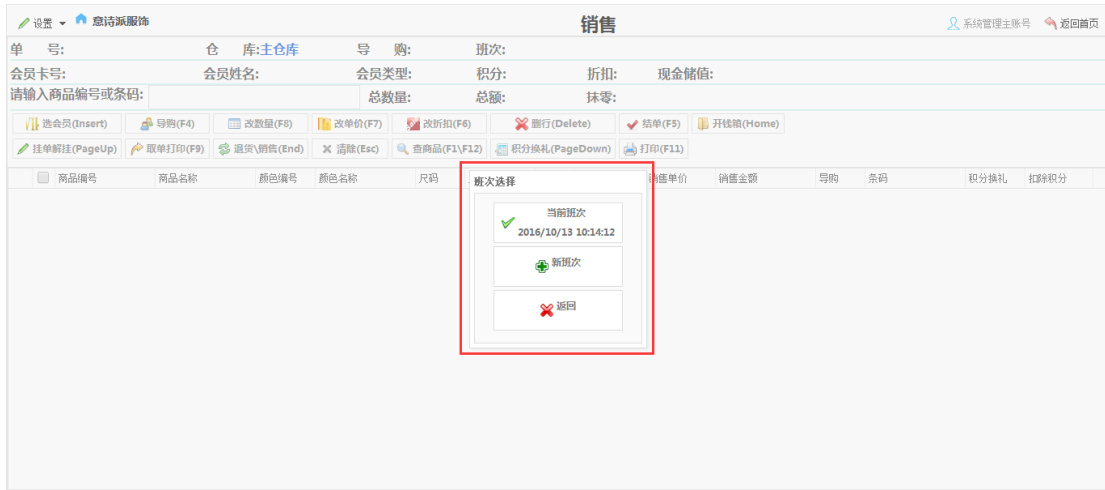 设置 意诗派服饰 销售 系统管理主账号 返回首页
单 号: 仓 库:主仓库 导 购: 班次:
会员卡号: 会员姓名: 会员类型: 积分: 折扣: 现金储值:
请输入商品编号或条码: 总数量: 总额: 抹零:
选会员(Insert) 导购(F4) 改数量(F8) 改单价(F7) 改折扣(F6) 删行(Delete) 结单(F5) 开钱箱(Home)
挂单解挂(PageUp) 取单打印(F9) 退货\销售(End) 清除(Esc) 查商品(F1\F12) 积分换礼(PageDown) 打印(F11)
商品编号 商品名称 颜色编号 颜色名称 尺码 销售单价 销售金额 导购 条码 积分换礼 扣除积分
班次选择
当前班次
2016/10/13 10:14:12
新班次
返回